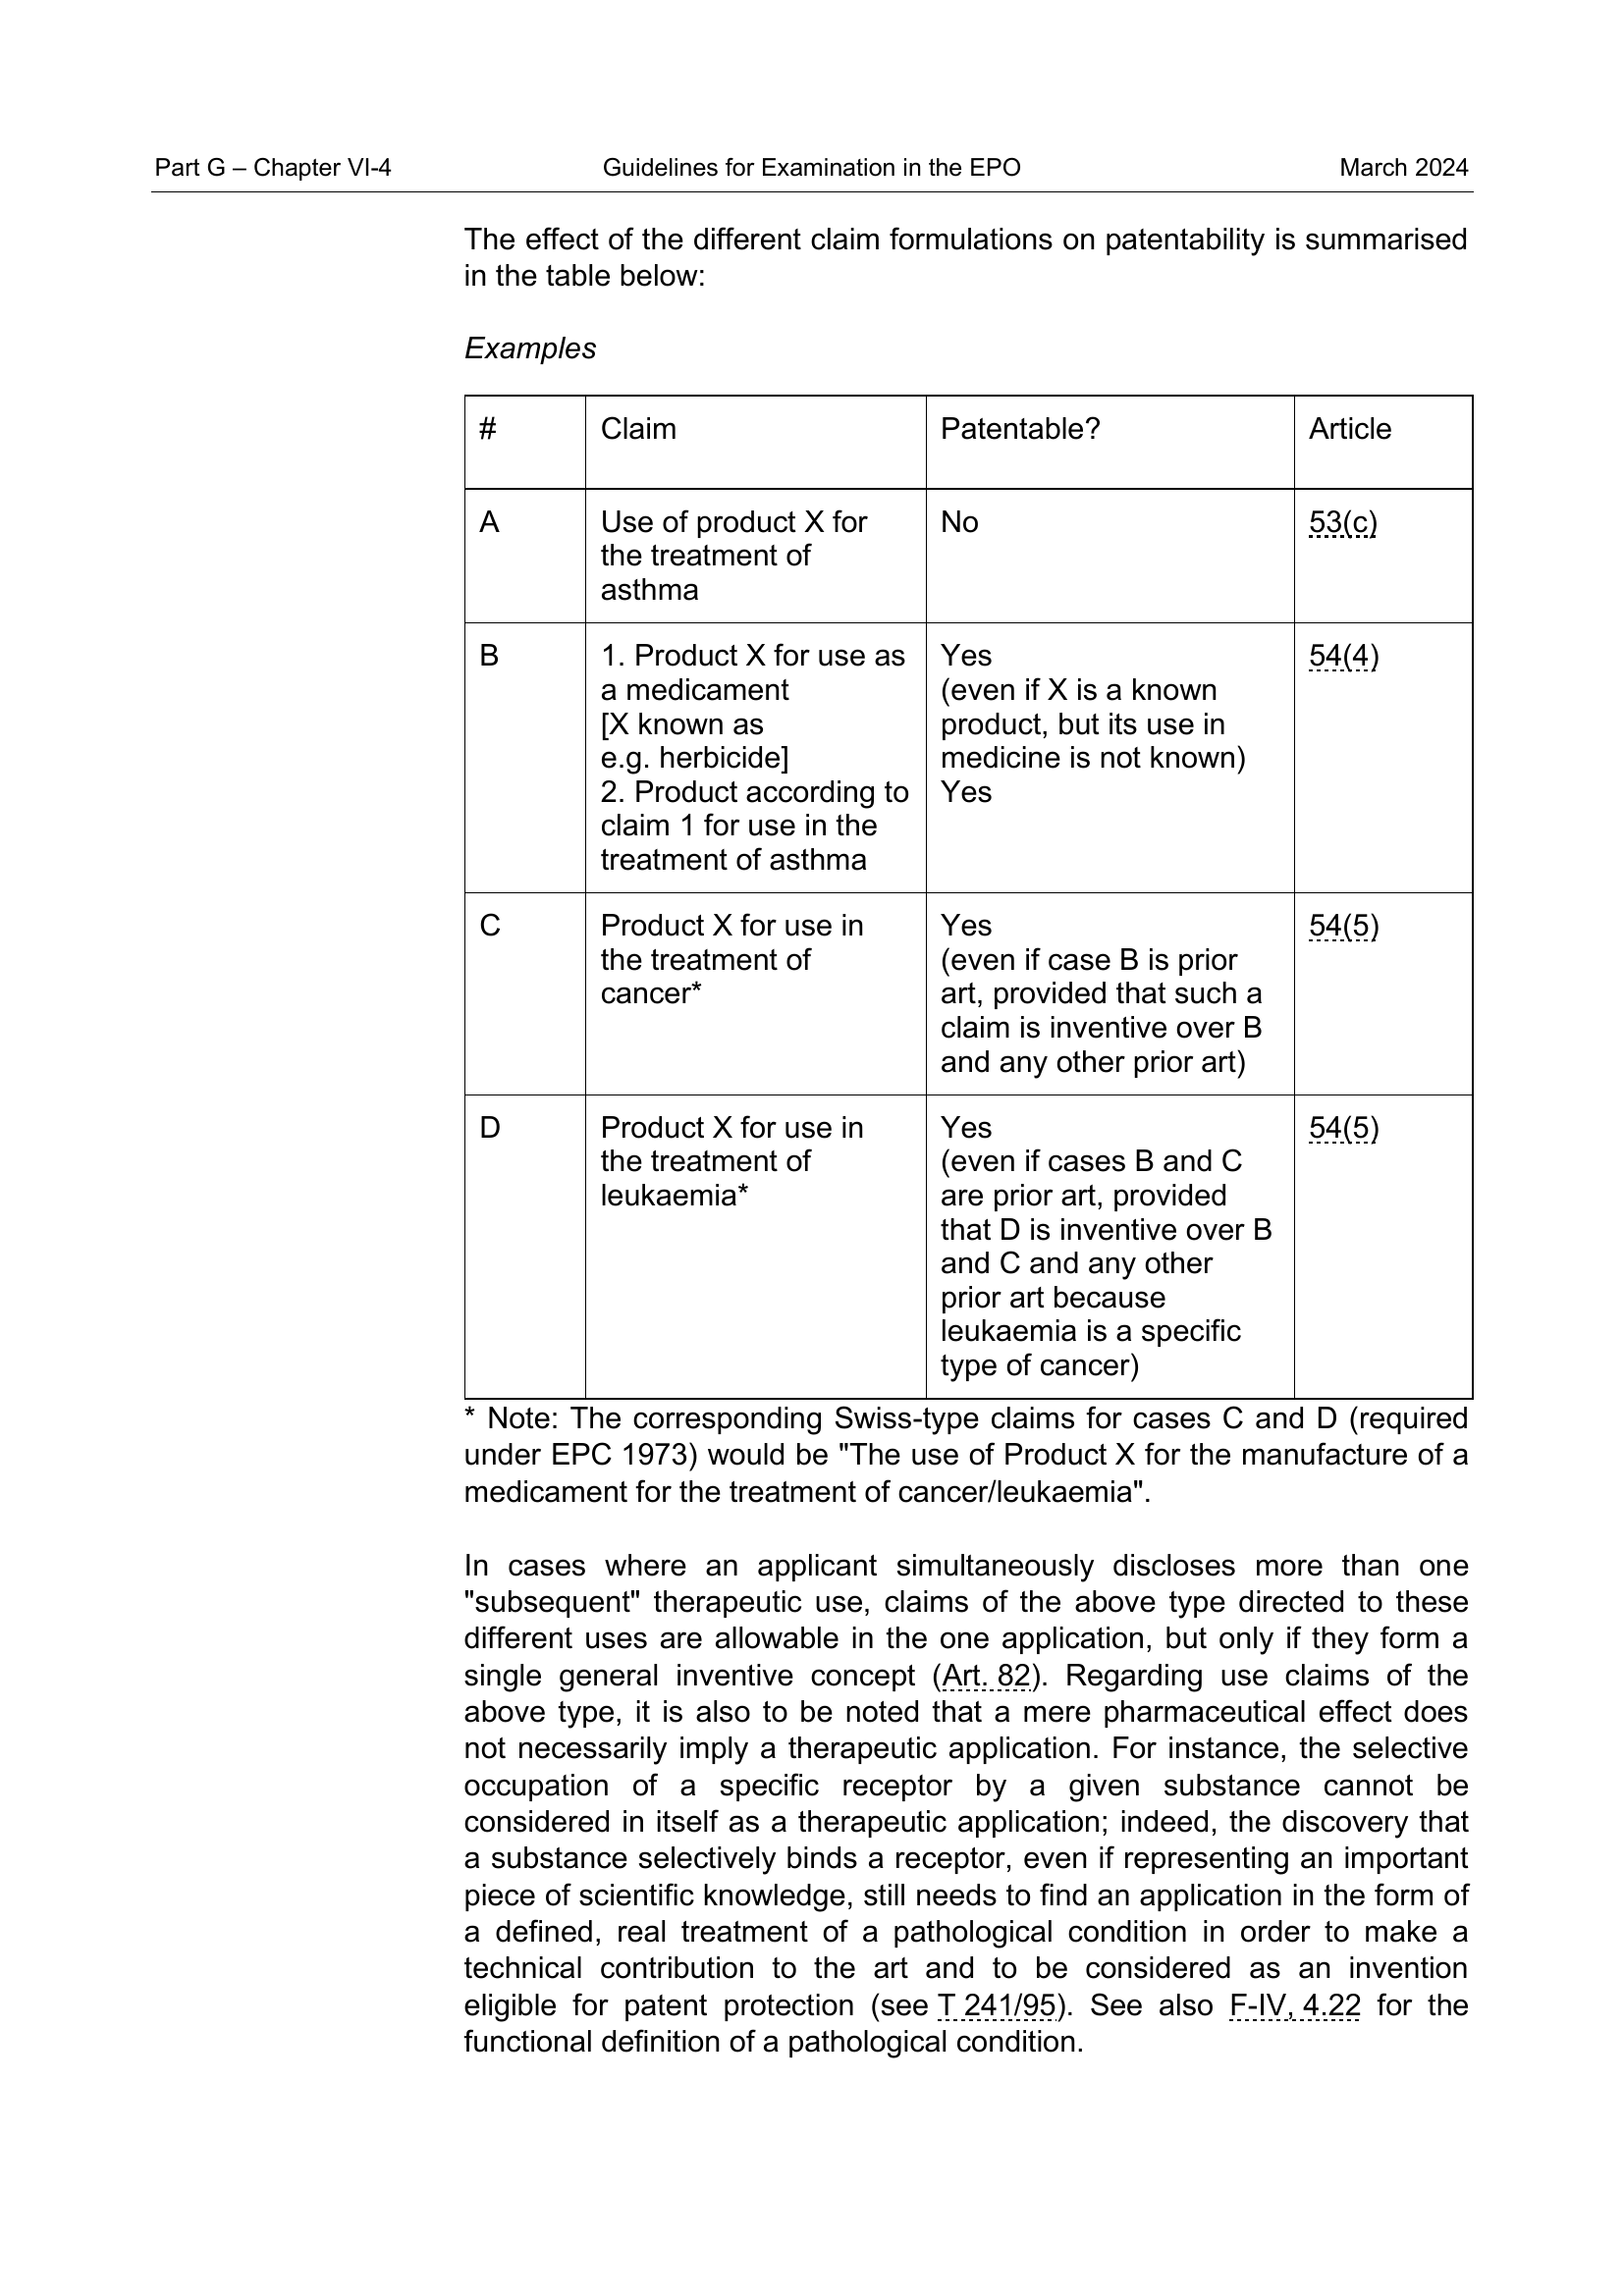 Part G – Chapter VI-4 Guidelines for Examination in the EPO March 2024
The effect of the different claim formulations on patentability is summarised
in the table below:
Examples
# Claim Patentable? Article
A Use of product X for No 53(c)
the treatment of
asthma
B 1. Product X for use as Yes 54(4)
a medicament (even if X is a known
[X known as product, but its use in
e.g. herbicide] medicine is not known)
2. Product according to Yes
claim 1 for use in the
treatment of asthma
C Product X for use in Yes 54(5)
the treatment of (even if case B is prior
cancer* art, provided that such a
claim is inventive over B
and any other prior art)
D Product X for use in Yes 54(5)
the treatment of (even if cases B and C
leukaemia* are prior art, provided
that D is inventive over B
and C and any other
prior art because
leukaemia is a specific
type of cancer)
* Note: The corresponding Swiss-type claims for cases C and D (required
under EPC 1973) would be "The use of Product X for the manufacture of a
medicament for the treatment of cancer/leukaemia".
In cases where an applicant simultaneously discloses more than one
"subsequent" therapeutic use, claims of the above type directed to these
different uses are allowable in the one application, but only if they form a
single general inventive concept (Art. 82). Regarding use claims of the
above type, it is also to be noted that a mere pharmaceutical effect does
not necessarily imply a therapeutic application. For instance, the selective
occupation of a specific receptor by a given substance cannot be
considered in itself as a therapeutic application; indeed, the discovery that
a substance selectively binds a receptor, even if representing an important
piece of scientific knowledge, still needs to find an application in the form of
a defined, real treatment of a pathological condition in order to make a
technical contribution to the art and to be considered as an invention
eligible for patent protection (see T 241/95). See also F-IV, 4.22 for the
functional definition of a pathological condition.